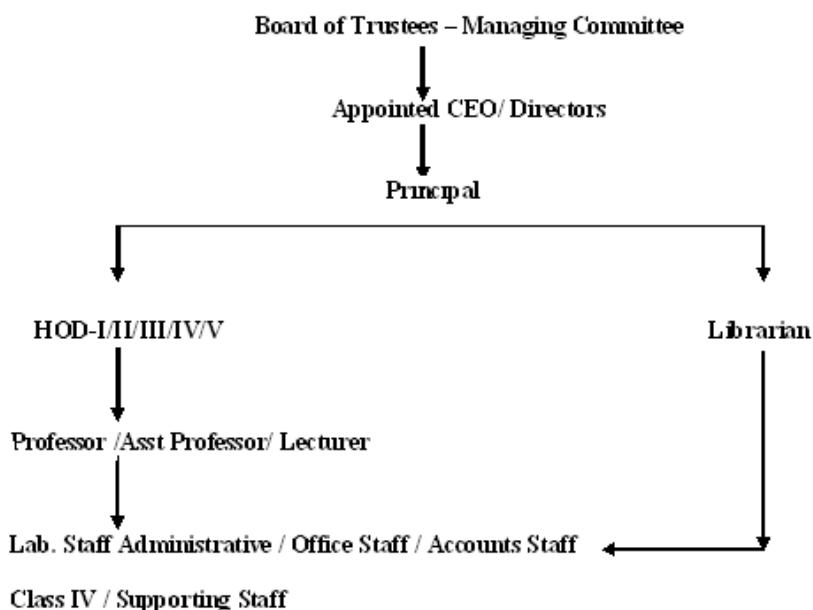 Board of Trustees – Managing Committee
Appointed CEO/ Directors
Principal
HOD-I/II/III/IV/V
Librarian
Professor /Asst Professor/ Lecturer
Lab. Staff Administrative / Office Staff / Accounts Staff
Class IV / Supporting Staff